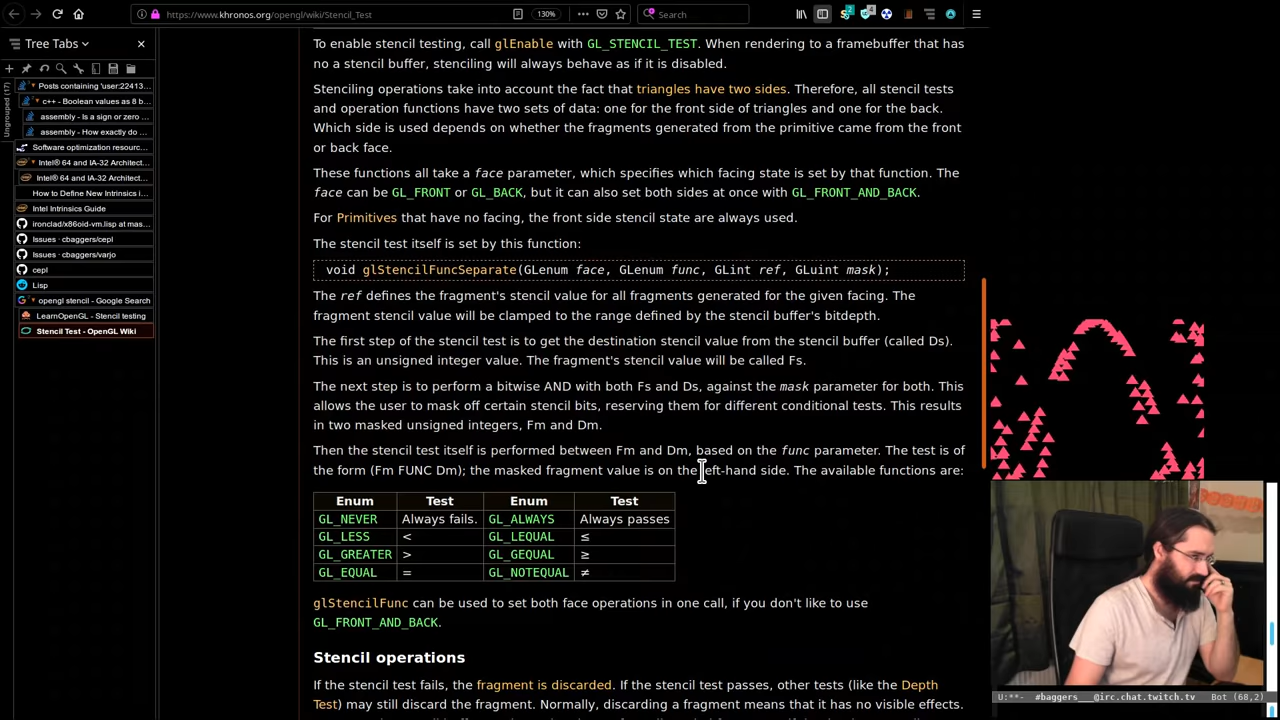 https://www.khronos.org/opengl/wiki/Stencil_Test
130%
Search
2
4
Tree Tabs
Ungrouped (17)
Posts containing 'user:22413...
c++ - Boolean values as 8 b...
assembly - Is a sign or zero ...
assembly - How exactly do ...
Software optimization resourc...
Intel® 64 and IA-32 Architect...
Intel® 64 and IA-32 Architect...
How to Define New Intrinsics i...
Intel Intrinsics Guide
ironclad/x86oid-vm.lisp at mas...
Issues · cbaggers/cepl
Issues · cbaggers/varjo
cepl
Lisp
opengl stencil - Google Search
LearnOpenGL - Stencil testing
Stencil Test - OpenGL Wiki
To enable stencil testing, call glEnable with GL_STENCIL_TEST. When rendering to a framebuffer that has
no a stencil buffer, stenciling will always behave as if it is disabled.
Stenciling operations take into account the fact that triangles have two sides. Therefore, all stencil tests
and operation functions have two sets of data: one for the front side of triangles and one for the back.
Which side is used depends on whether the fragments generated from the primitive came from the front
or back face.
These functions all take a face parameter, which specifies which facing state is set by that function. The
face can be GL_FRONT or GL_BACK, but it can also set both sides at once with GL_FRONT_AND_BACK.
For Primitives that have no facing, the front side stencil state are always used.
The stencil test itself is set by this function:
void glStencilFuncSeparate(GLenum face, GLenum func, GLint ref, GLuint mask);
The ref defines the fragment's stencil value for all fragments generated for the given facing. The
fragment stencil value will be clamped to the range defined by the stencil buffer's bitdepth.
The first step of the stencil test is to get the destination stencil value from the stencil buffer (called Ds).
This is an unsigned integer value. The fragment's stencil value will be called Fs.
The next step is to perform a bitwise AND with both Fs and Ds, against the mask parameter for both. This
allows the user to mask off certain stencil bits, reserving them for different conditional tests. This results
in two masked unsigned integers, Fm and Dm.
Then the stencil test itself is performed between Fm and Dm, based on the func parameter. The test is of
the form (Fm FUNC Dm); the masked fragment value is on the left-hand side. The available functions are:
Enum Test Enum Test
GL_NEVER Always fails. GL_ALWAYS Always passes
GL_LESS < GL_LEQUAL ≤
GL_GREATER > GL_GEQUAL ≥
GL_EQUAL = GL_NOTEQUAL ≠
glStencilFunc can be used to set both face operations in one call, if you don't like to use
GL_FRONT_AND_BACK.
Stencil operations
If the stencil test fails, the fragment is discarded. If the stencil test passes, other tests (like the Depth
Test) may still discard the fragment. Normally, discarding a fragment means that it has no visible effects.
U:**- #baggers___@irc.chat.twitch.tv Bot (68,2)